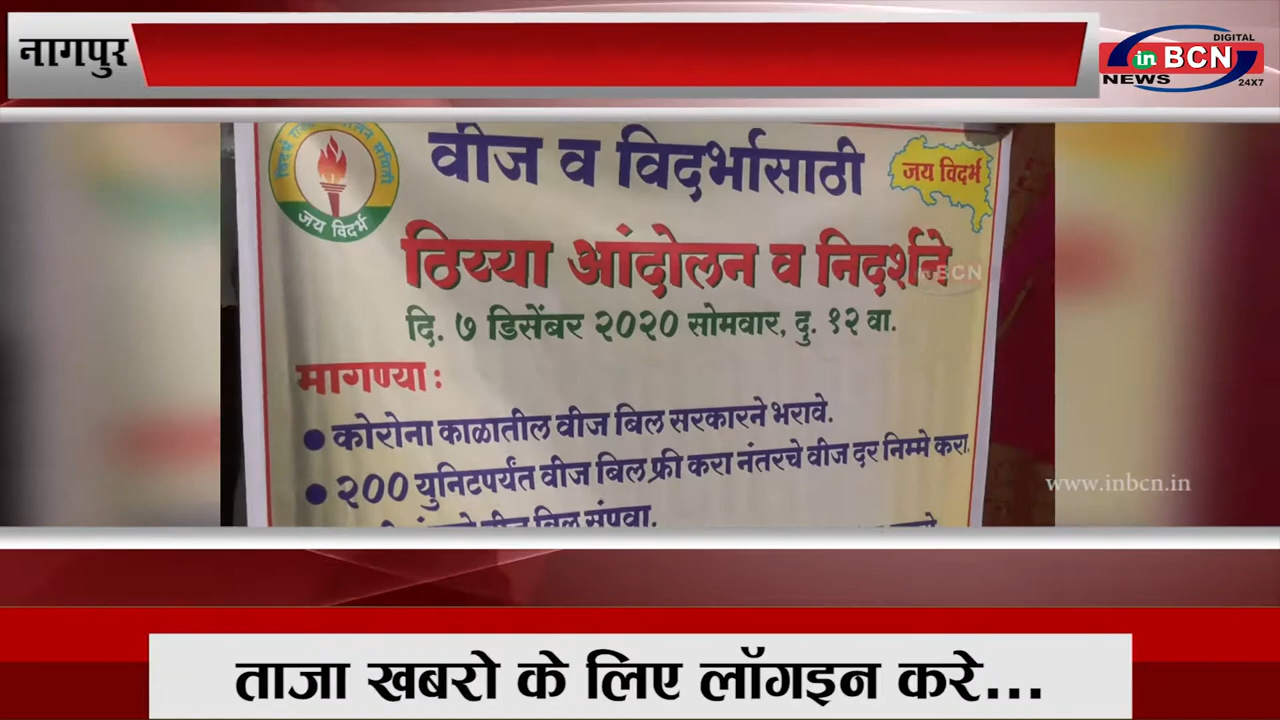 नागपुर
DIGITAL
in BCN
NEWS 24X7
जय विदर्भ
वीज व विदर्भासाठी
जय विदर्भ
ठिय्या आंदोलन व निदर्शने
BCN
दि. ७ डिसेंबर २०२० सोमवार, दु. १२ वा.
मागण्या:
● कोरोना काळातील वीज बिल सरकारने भरावे.
● २०० युनिटपर्यंत वीज बिल फ्री करा नंतरचे वीज दर निम्मे करा.
वीज बिल संपवा.
www.inbcn.in
ताजा खबरो के लिए लॉगइन करे...